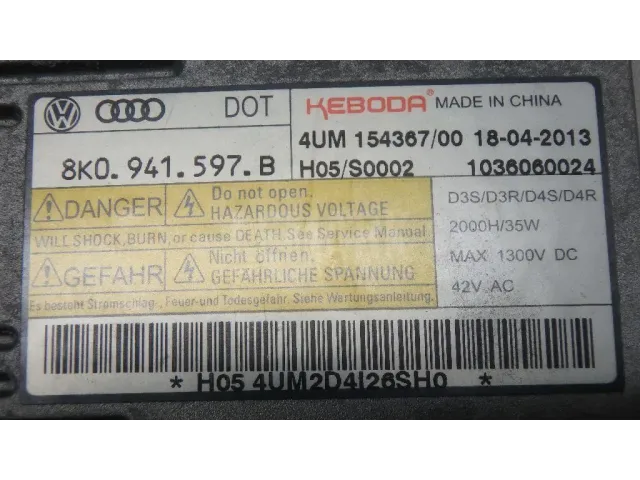 DOT
KEBODA® MADE IN CHINA
8K0.941.597.B
4UM 154367/00 18-04-2013
H05/S0002 1036060024
DANGER
Do not open.
HAZARDOUS VOLTAGE
WILL SHOCK, BURN, or cause DEATH. See Service Manual
GEFAHR
Nicht öffnen.
GEFÄHRLICHE SPANNUNG
Es besteht Stromschlag-, Feuer-und Todesgefahr. Siehe Wartungsanleitung.
D3S/D3R/D4S/D4R
2000H/35W
MAX 1300V DC
42V AC
* H05 4UM2D4I26SH0 *